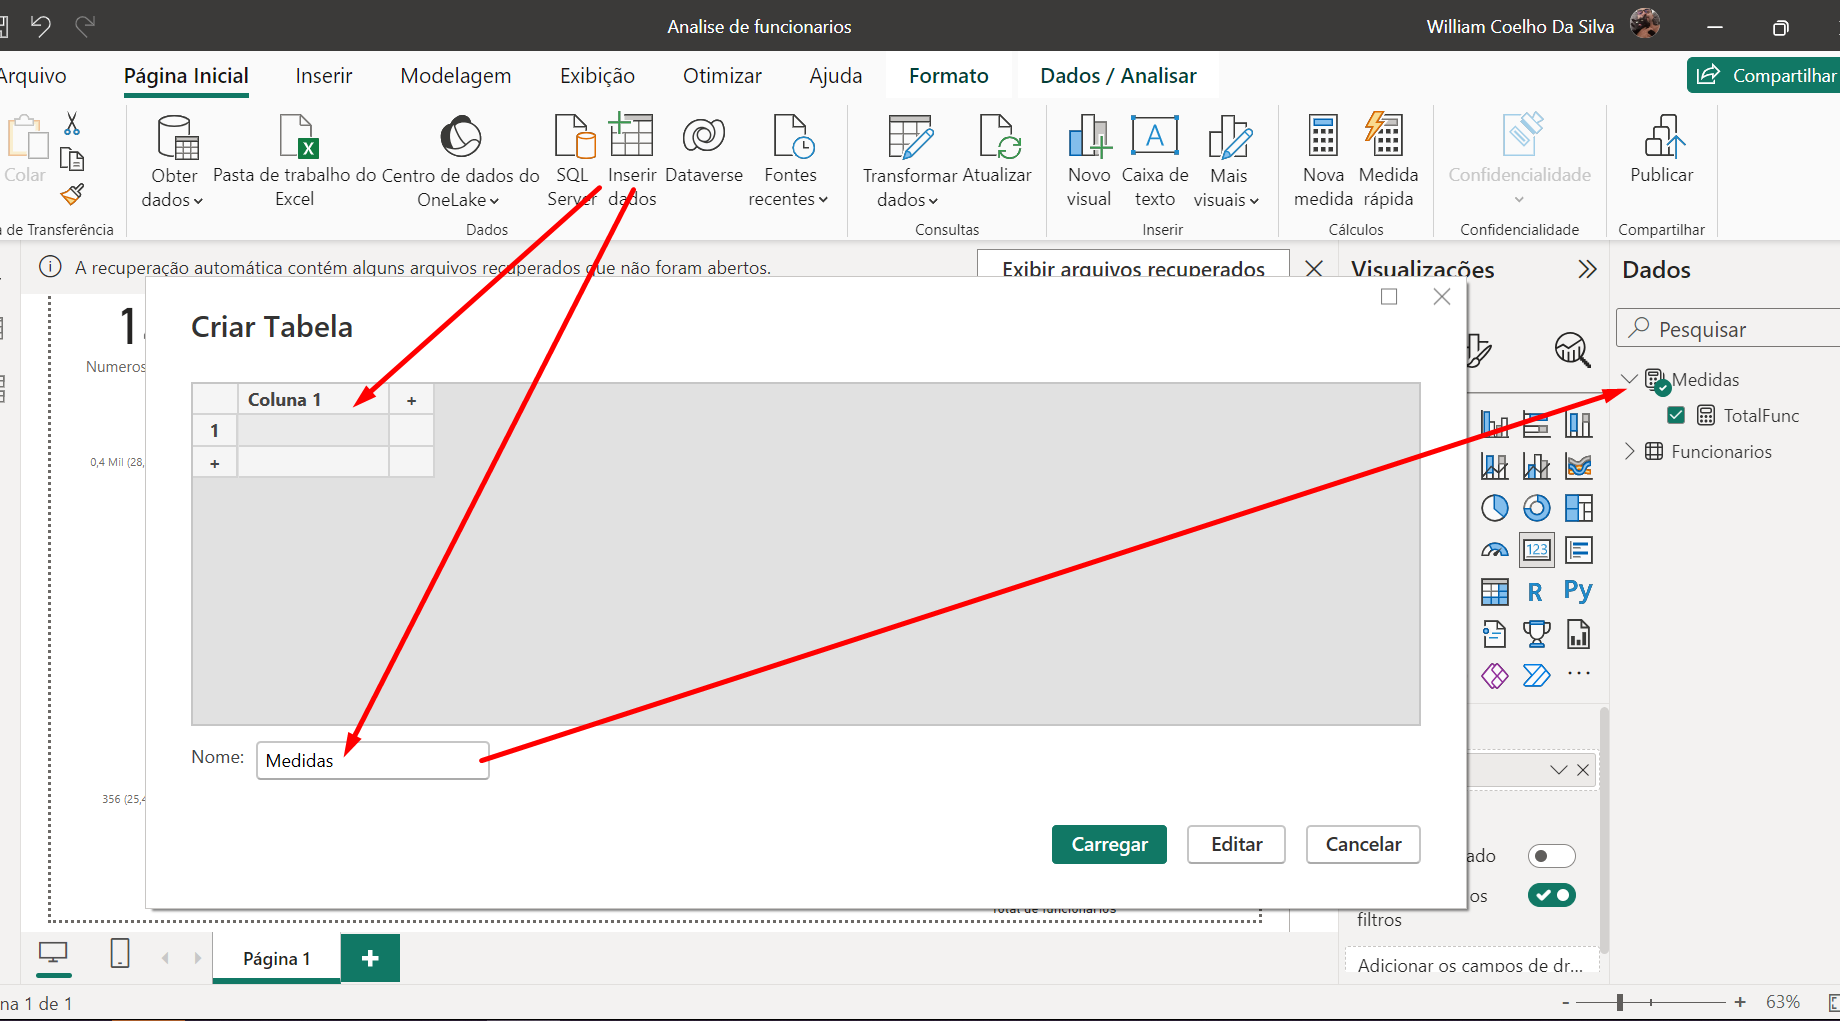 Analise de funcionarios
William Coelho Da Silva
Arquivo
Página Inicial
Inserir
Modelagem
Exibição
Otimizar
Ajuda
Formato
Dados / Analisar
Compartilhar
Colar
Obter
dados
Pasta de trabalho do
Excel
Centro de dados do
OneLake
SQL
Server
Inserir
dados
Dataverse
Fontes
recentes
Transformar
dados
Atualizar
Novo
visual
Caixa de
texto
Mais
visuais
Nova
medida
Medida
rápida
Confidencialidade
Publicar
a de Transferência
Dados
Consultas
Inserir
Cálculos
Confidencialidade
Compartilhar
A recuperação automática contém alguns arquivos recuperados que não foram abertos.
Exibir arquivos recuperados
Visualizações
Dados
Pesquisar
Medidas
TotalFunc
Funcionarios
1
Numeros
0,4 Mil (28,
356 (25,4
Criar Tabela
Coluna 1
+
1
+
Nome:
Medidas
Carregar
Editar
Cancelar
123
R
Py
ado
os
filtros
Adicionar os campos de dr...
Total de funcionarios
Página 1
+
na 1 de 1
- + 63%